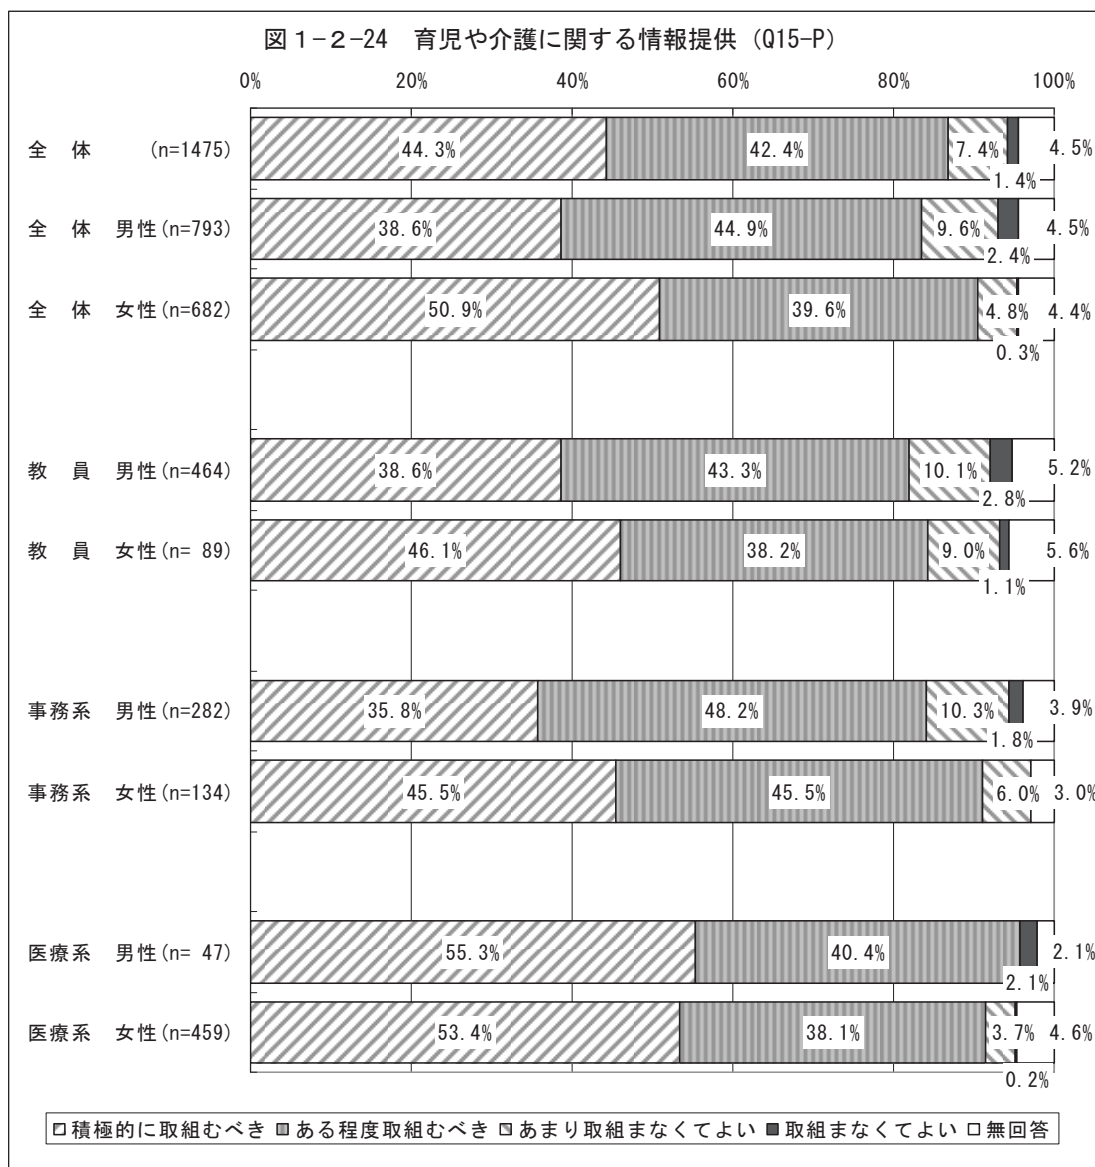 図１−２−24　育児や介護に関する情報提供（Q15−P）
0%　20%　40%　60%　80%　100%
全　体　　(n=1475)　44.3%　42.4%　7.4%　1.4%　4.5%
全　体　男性(n=793)　38.6%　44.9%　9.6%　2.4%　4.5%
全　体　女性(n=682)　50.9%　39.6%　4.8%　0.3%　4.4%
教　員　男性(n=464)　38.6%　43.3%　10.1%　2.8%　5.2%
教　員　女性(n= 89)　46.1%　38.2%　9.0%　1.1%　5.6%
事務系　男性(n=282)　35.8%　48.2%　10.3%　1.8%　3.9%
事務系　女性(n=134)　45.5%　45.5%　6.0%　3.0%
医療系　男性(n= 47)　55.3%　40.4%　2.1%　2.1%
医療系　女性(n=459)　53.4%　38.1%　3.7%　0.2%　4.6%
積極的に取組むべき　ある程度取組むべき　あまり取組まなくてよい　取組まなくてよい　無回答